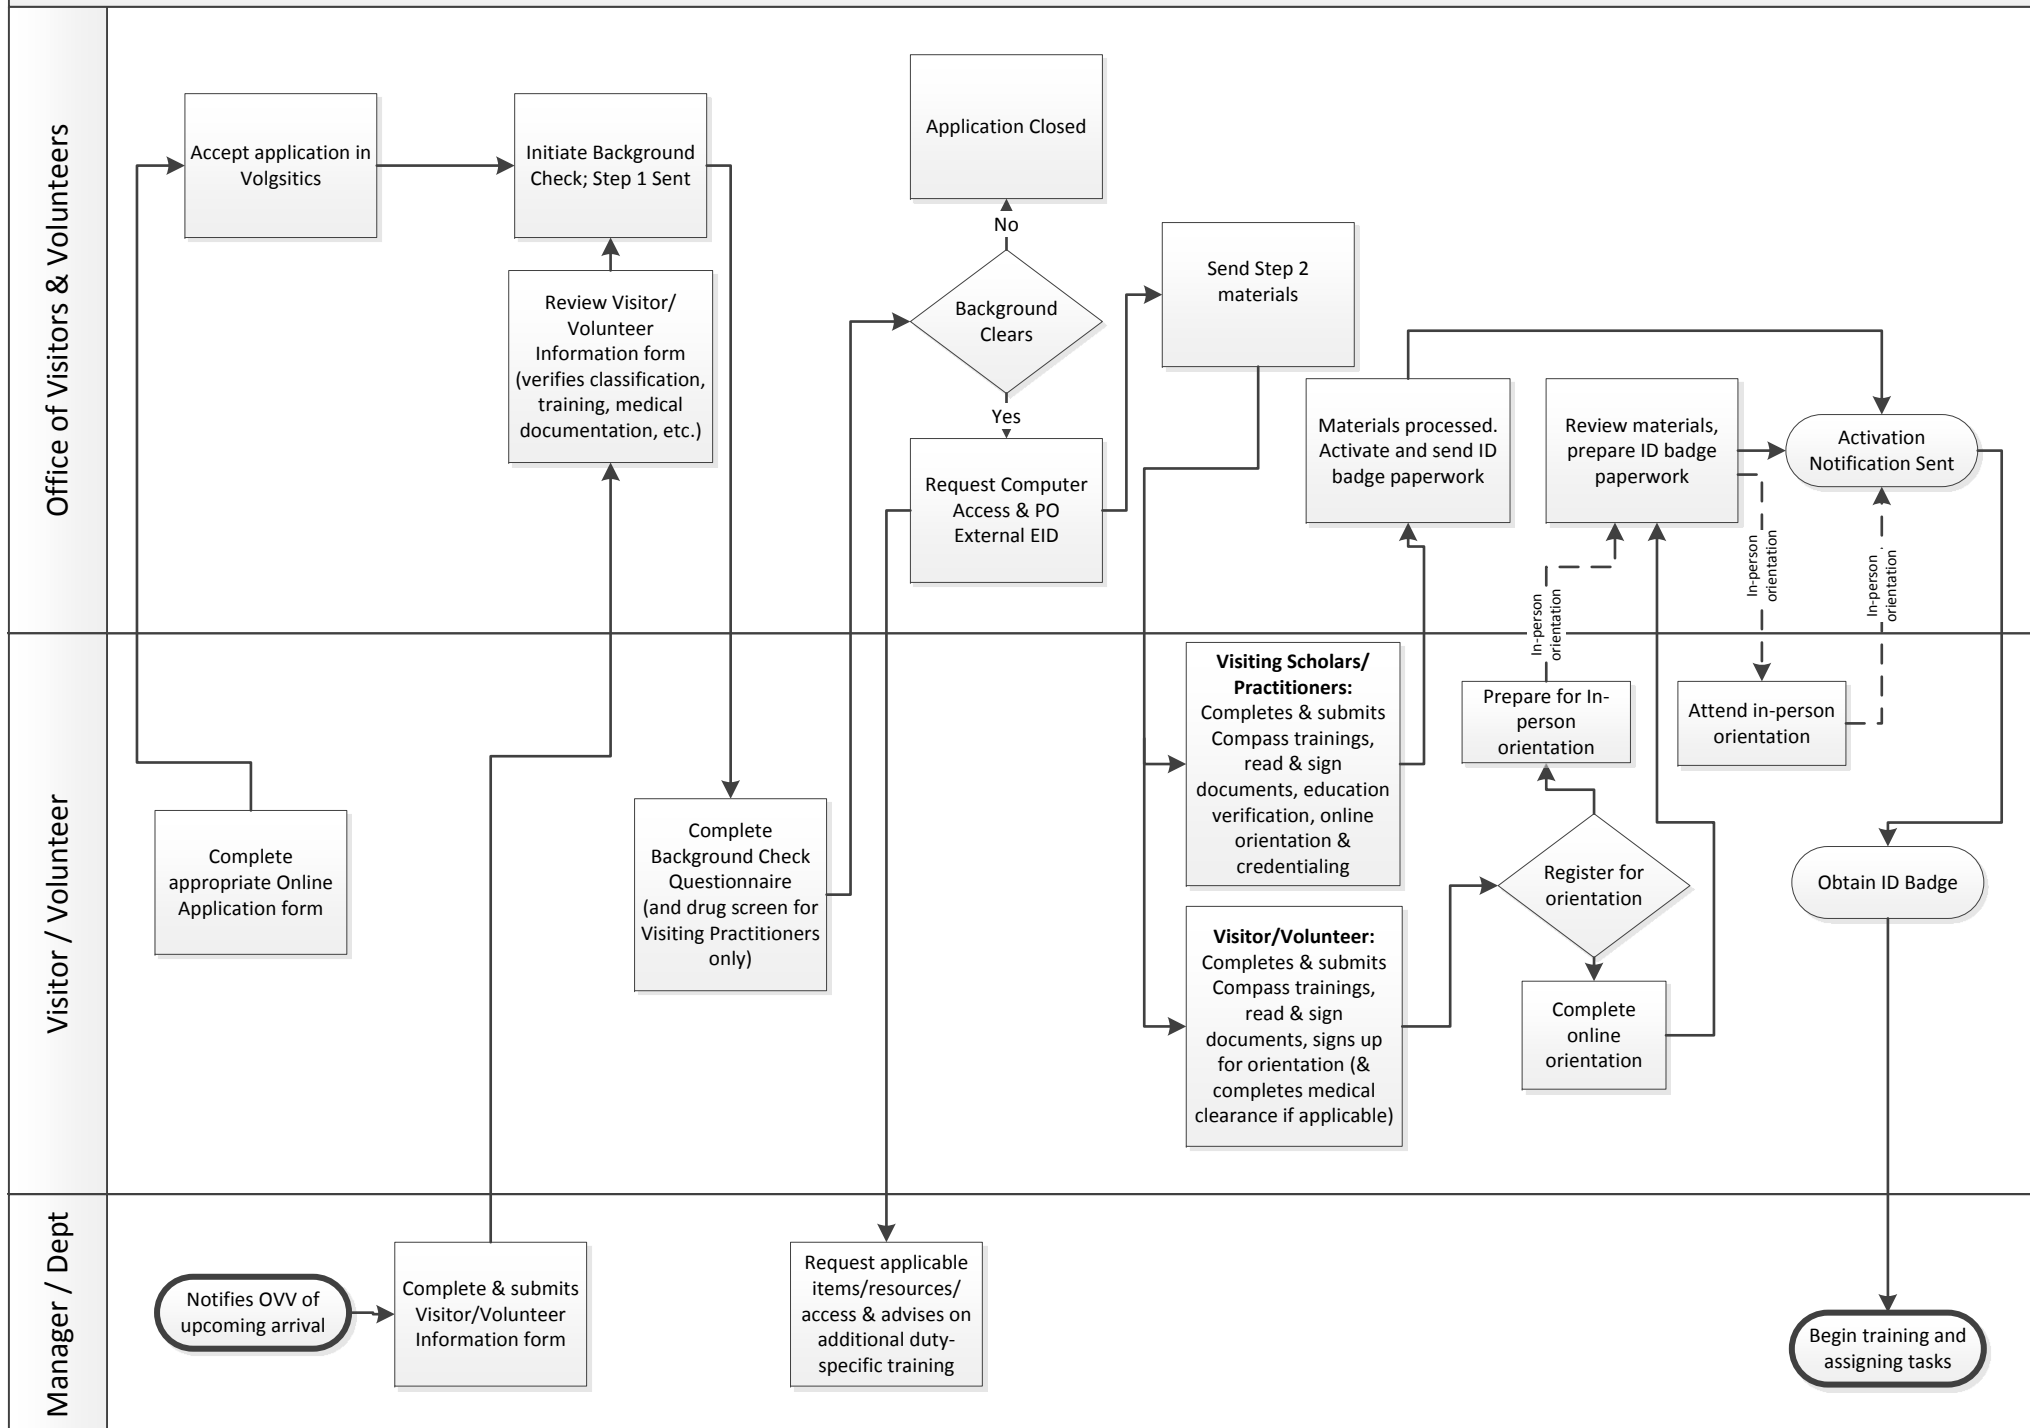 Office of Visitors & Volunteers
Accept application in
Volgsitics
Initiate Background
Check; Step 1 Sent
Review Visitor/
Volunteer
Information form
(verifies classification,
training, medical
documentation, etc.)
Application Closed
No
Background
Clears
Yes
Request Computer
Access & PO
External EID
Send Step 2
materials
Materials processed.
Activate and send ID
badge paperwork
Review materials,
prepare ID badge
paperwork
Activation
Notification Sent
In-person
orientation
In-person
orientation
In-person
orientation
Visitor / Volunteer
Complete
appropriate Online
Application form
Complete
Background Check
Questionnaire
(and drug screen for
Visiting Practitioners
only)
Visiting Scholars/
Practitioners:
Completes & submits
Compass trainings,
read & sign
documents, education
verification, online
orientation &
credentialing
Visitor/Volunteer:
Completes & submits
Compass trainings,
read & sign
documents, signs up
for orientation (&
completes medical
clearance if applicable)
Prepare for In-
person
orientation
Register for
orientation
Complete
online
orientation
Attend in-person
orientation
Obtain ID Badge
Manager / Dept
Notifies OVV of
upcoming arrival
Complete & submits
Visitor/Volunteer
Information form
Request applicable
items/resources/
access & advises on
additional duty-
specific training
Begin training and
assigning tasks